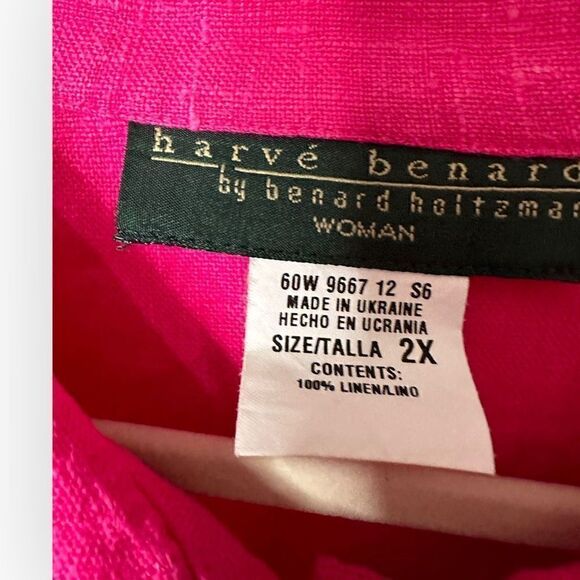 harvé benard
by benard holtzman
WOMAN
60W 9667 12 S6
MADE IN UKRAINE
HECHO EN UCRANIA
SIZE/TALLA 2X
CONTENTS:
100% LINEN/LINO